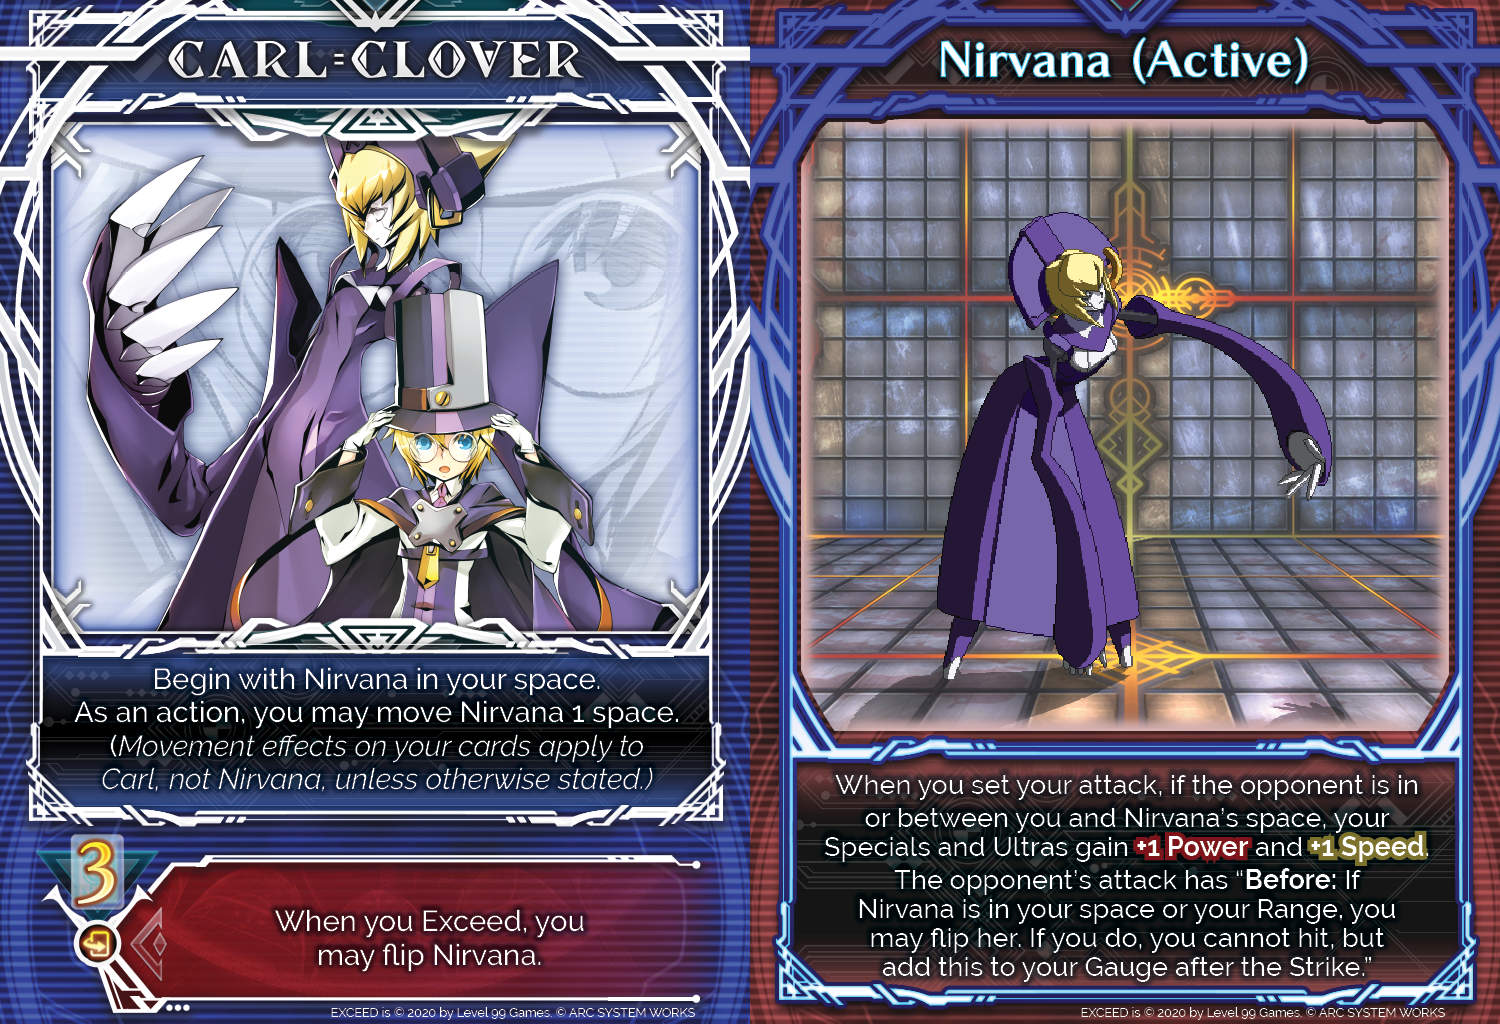 CARL=CLOVER
Begin with Nirvana in your space.
As an action, you may move Nirvana 1 space.
(Movement effects on your cards apply to
Carl, not Nirvana, unless otherwise stated.)
3
When you Exceed, you
may flip Nirvana.
EXCEED is © 2020 by Level 99 Games. © ARC SYSTEM WORKS
Nirvana (Active)
When you set your attack, if the opponent is in
or between you and Nirvana's space, your
Specials and Ultras gain +1 Power and +1 Speed.
The opponent's attack has “Before: If
Nirvana is in your space or your Range, you
may flip her. If you do, you cannot hit, but
add this to your Gauge after the Strike.”
EXCEED is © 2020 by Level 99 Games. © ARC SYSTEM WORKS